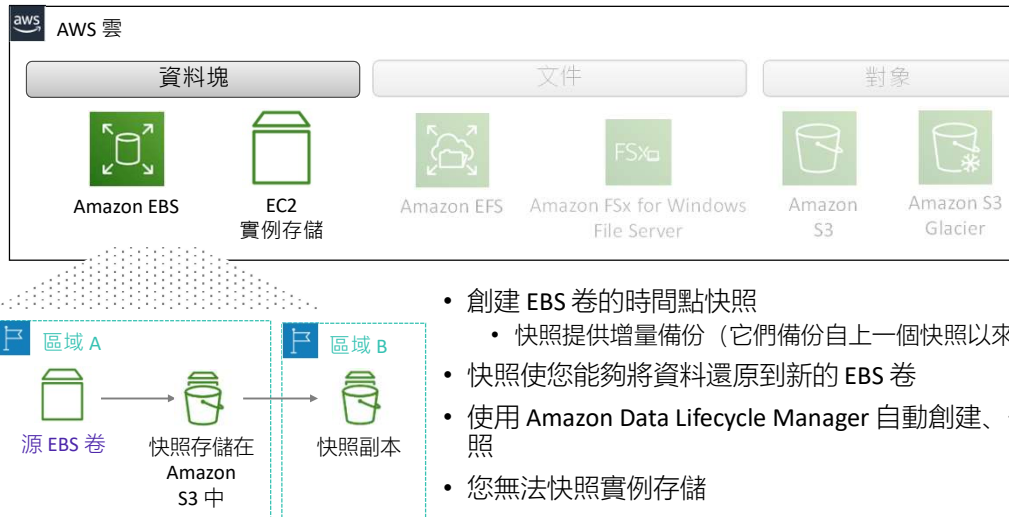 aws
AWS 雲
資料塊
文件
對象
FSx
Amazon EBS
EC2
實例存儲
Amazon EFS
Amazon FSx for Windows
File Server
Amazon
S3
Amazon S3
Glacier
區域 A
區域 B
源 EBS 卷
快照存儲在
Amazon
S3 中
快照副本
• 創建 EBS 卷的時間點快照
• 快照提供增量備份（它們備份自上一個快照以來
• 快照使您能夠將資料還原到新的 EBS 卷
• 使用 Amazon Data Lifecycle Manager 自動創建、
照
• 您無法快照實例存儲